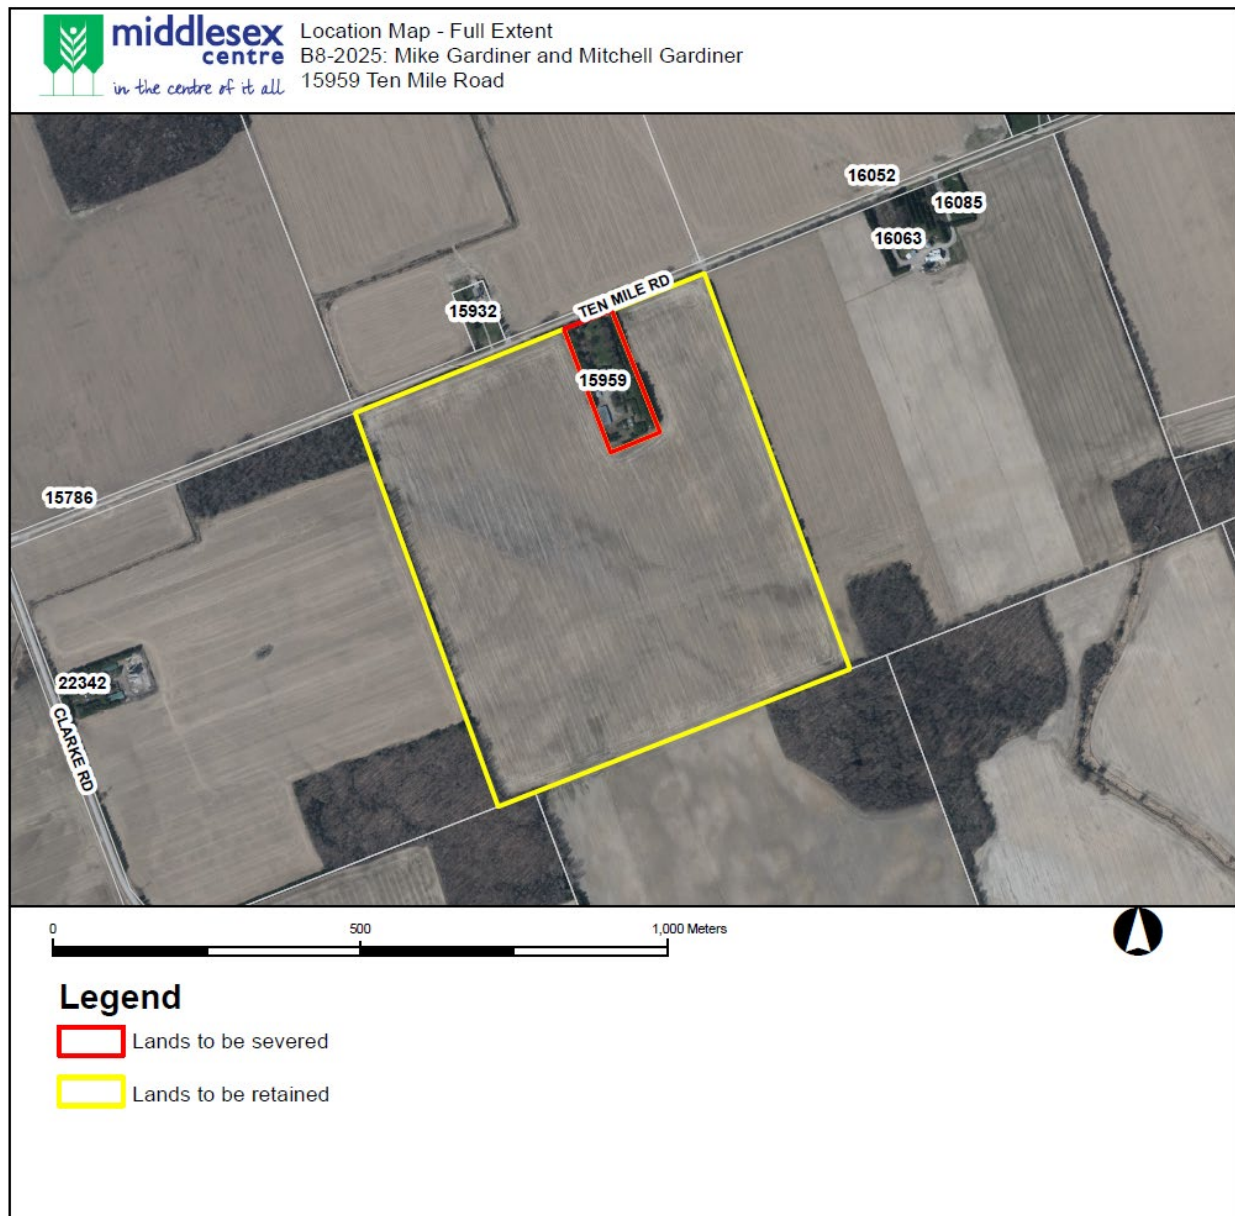 middlesex
centre
in the centre of it all
Location Map - Full Extent
B8-2025: Mike Gardiner and Mitchell Gardiner
15959 Ten Mile Road
16052
16085
16063
TEN MILE RD
15932
15959
15786
22342
CLARKE RD
0 500 1,000 Meters
Legend
Lands to be severed
Lands to be retained